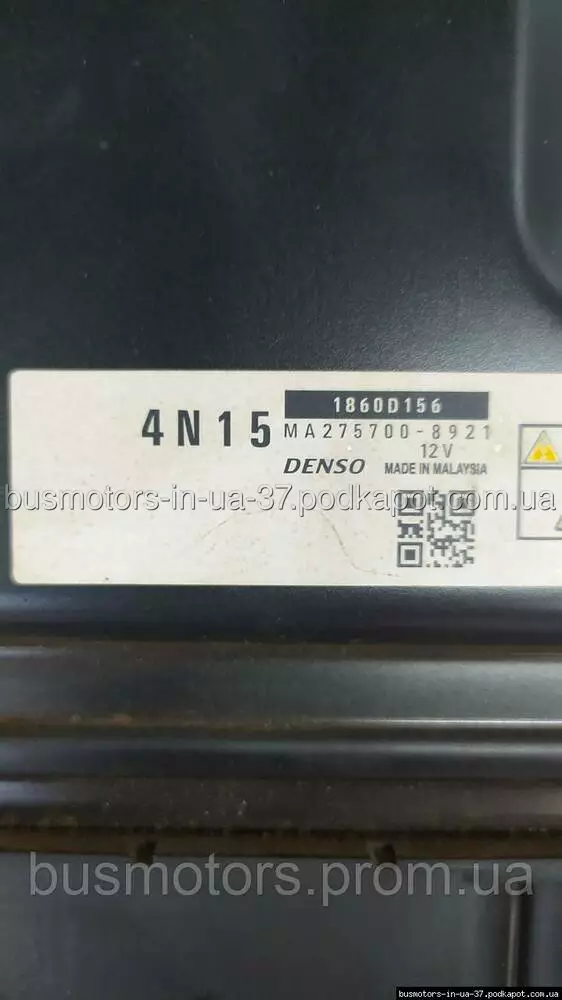 1860D156
4N15
MA275700-8921
12V
DENSO
MADE IN MALAYSIA
busmotors-in-ua-37.podkapot.com.ua
busmotors.prom.ua
busmotors-in-ua-37.podkapot.com.ua